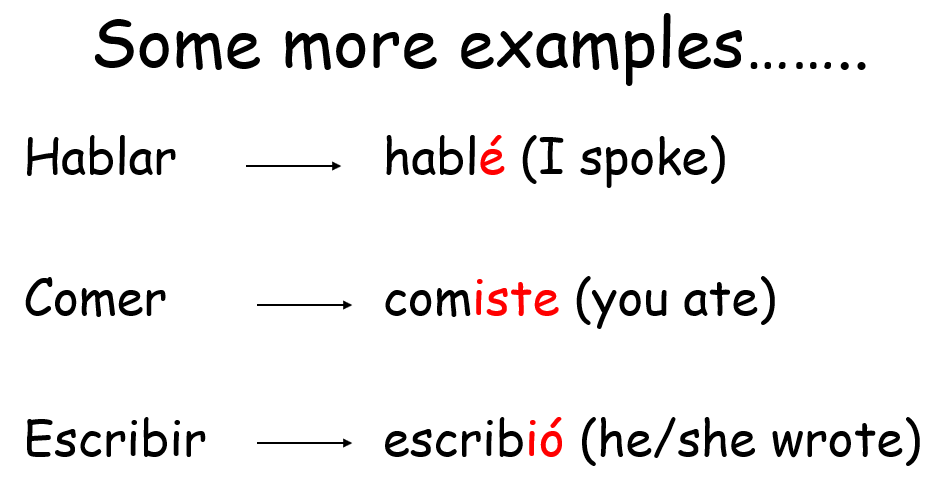 Some more examples……..
Hablar → hablé (I spoke)
Comer → comiste (you ate)
Escribir → escribió (he/she wrote)